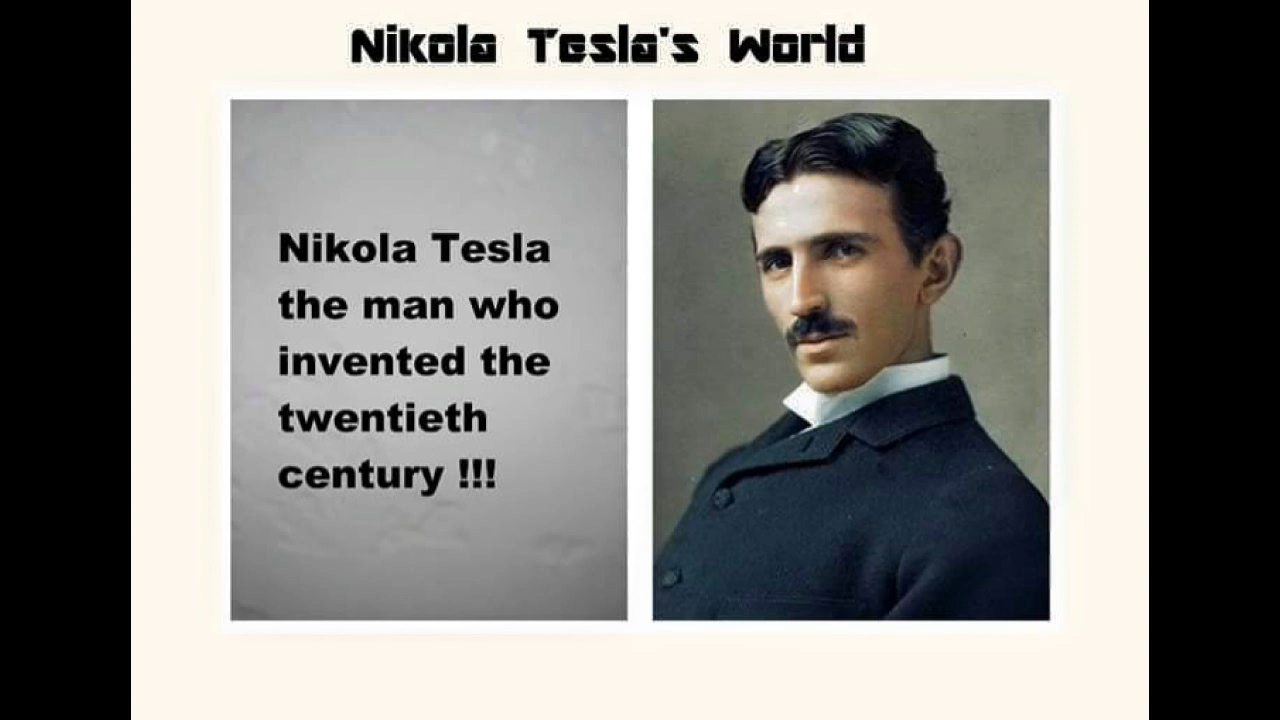 Nikola Tesla's World
Nikola Tesla
the man who
invented the
twentieth
century !!!